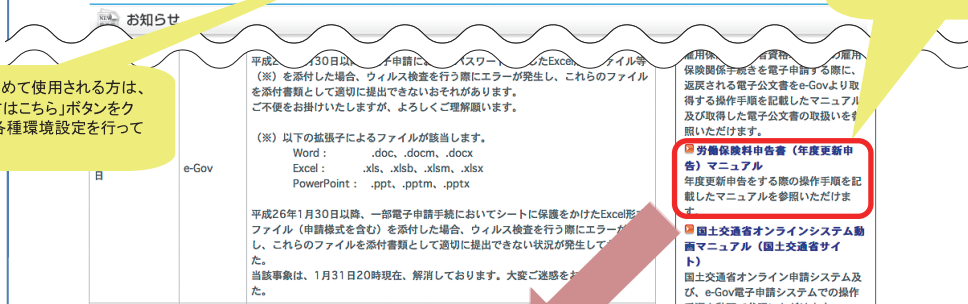 お知らせ
めて使用される方は、
はこちら」ボタンをク
各種環境設定を行って
日
e-Gov
（※）を添付した場合、ウィルス検査を行う際にエラーが発生し、これらのファイル
を添付書類として適切に提出できないおそれがあります。
ご不便をお掛けいたしますが、よろしくご理解願います。
（※）以下の拡張子によるファイルが該当します。
Word： .doc、.docm、.docx
Excel： .xls、.xlsb、.xlsm、.xlsx
PowerPoint： .ppt、.pptm、.pptx
平成26年1月30日以降、一部電子申請手続においてシートに保護をかけたExcel形
ファイル（申請様式を含む）を添付した場合、ウィルス検査を行う際にエラーが
し、これらのファイルを添付書類として適切に提出できない状況が発生して
た。
当該事象は、1月31日20時現在、解消しております。大変ご迷惑を
た。
保険関係手続きを電子申請する際に、
返戻される電子公文書をe-Govより取
得する操作手順を記載したマニュアル
及び取得した電子公文書の取扱いを参
照いただけます。
労働保険料申告書（年度更新申
告）マニュアル
年度更新申告をする際の操作手順を記
載したマニュアルを参照いただけま
す。
国土交通省オンラインシステム動
画マニュアル（国土交通省サイ
ト）
国土交通省オンライン申請システム及
び、e-Gov電子申請システムでの操作